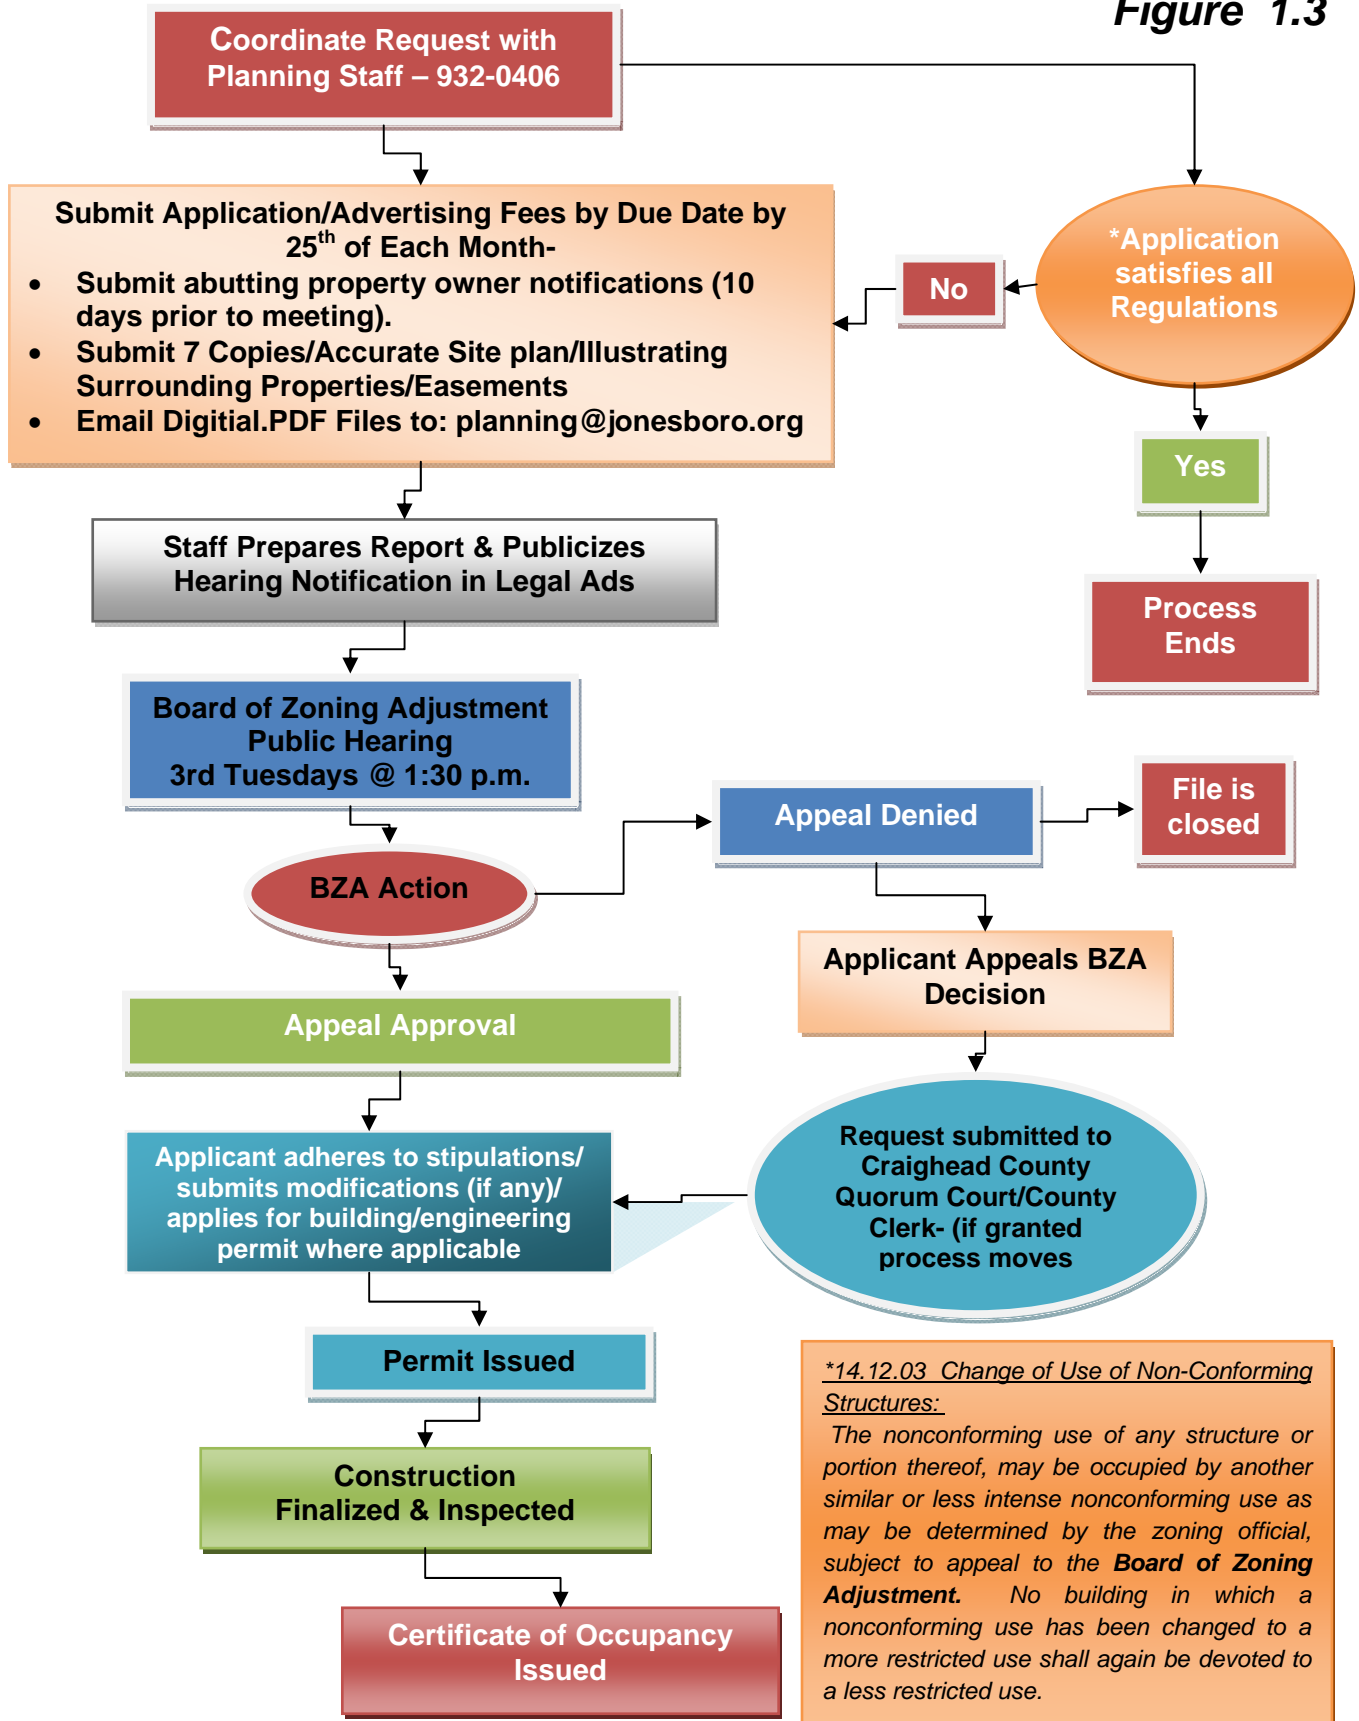 Figure 1.3
Coordinate Request with
Planning Staff – 932-0406
Submit Application/Advertising Fees by Due Date by
25th of Each Month-
• Submit abutting property owner notifications (10
days prior to meeting).
• Submit 7 Copies/Accurate Site plan/Illustrating
Surrounding Properties/Easements
• Email Digitial.PDF Files to: planning@jonesboro.org
*Application
satisfies all
Regulations
No
Yes
Process
Ends
Staff Prepares Report & Publicizes
Hearing Notification in Legal Ads
Board of Zoning Adjustment
Public Hearing
3rd Tuesdays @ 1:30 p.m.
BZA Action
Appeal Denied
File is
closed
Applicant Appeals BZA
Decision
Appeal Approval
Applicant adheres to stipulations/
submits modifications (if any)/
applies for building/engineering
permit where applicable
Request submitted to
Craighead County
Quorum Court/County
Clerk- (if granted
process moves
Permit Issued
Construction
Finalized & Inspected
Certificate of Occupancy
Issued
*14.12.03 Change of Use of Non-Conforming
Structures:
The nonconforming use of any structure or
portion thereof, may be occupied by another
similar or less intense nonconforming use as
may be determined by the zoning official,
subject to appeal to the Board of Zoning
Adjustment. No building in which a
nonconforming use has been changed to a
more restricted use shall again be devoted to
a less restricted use.